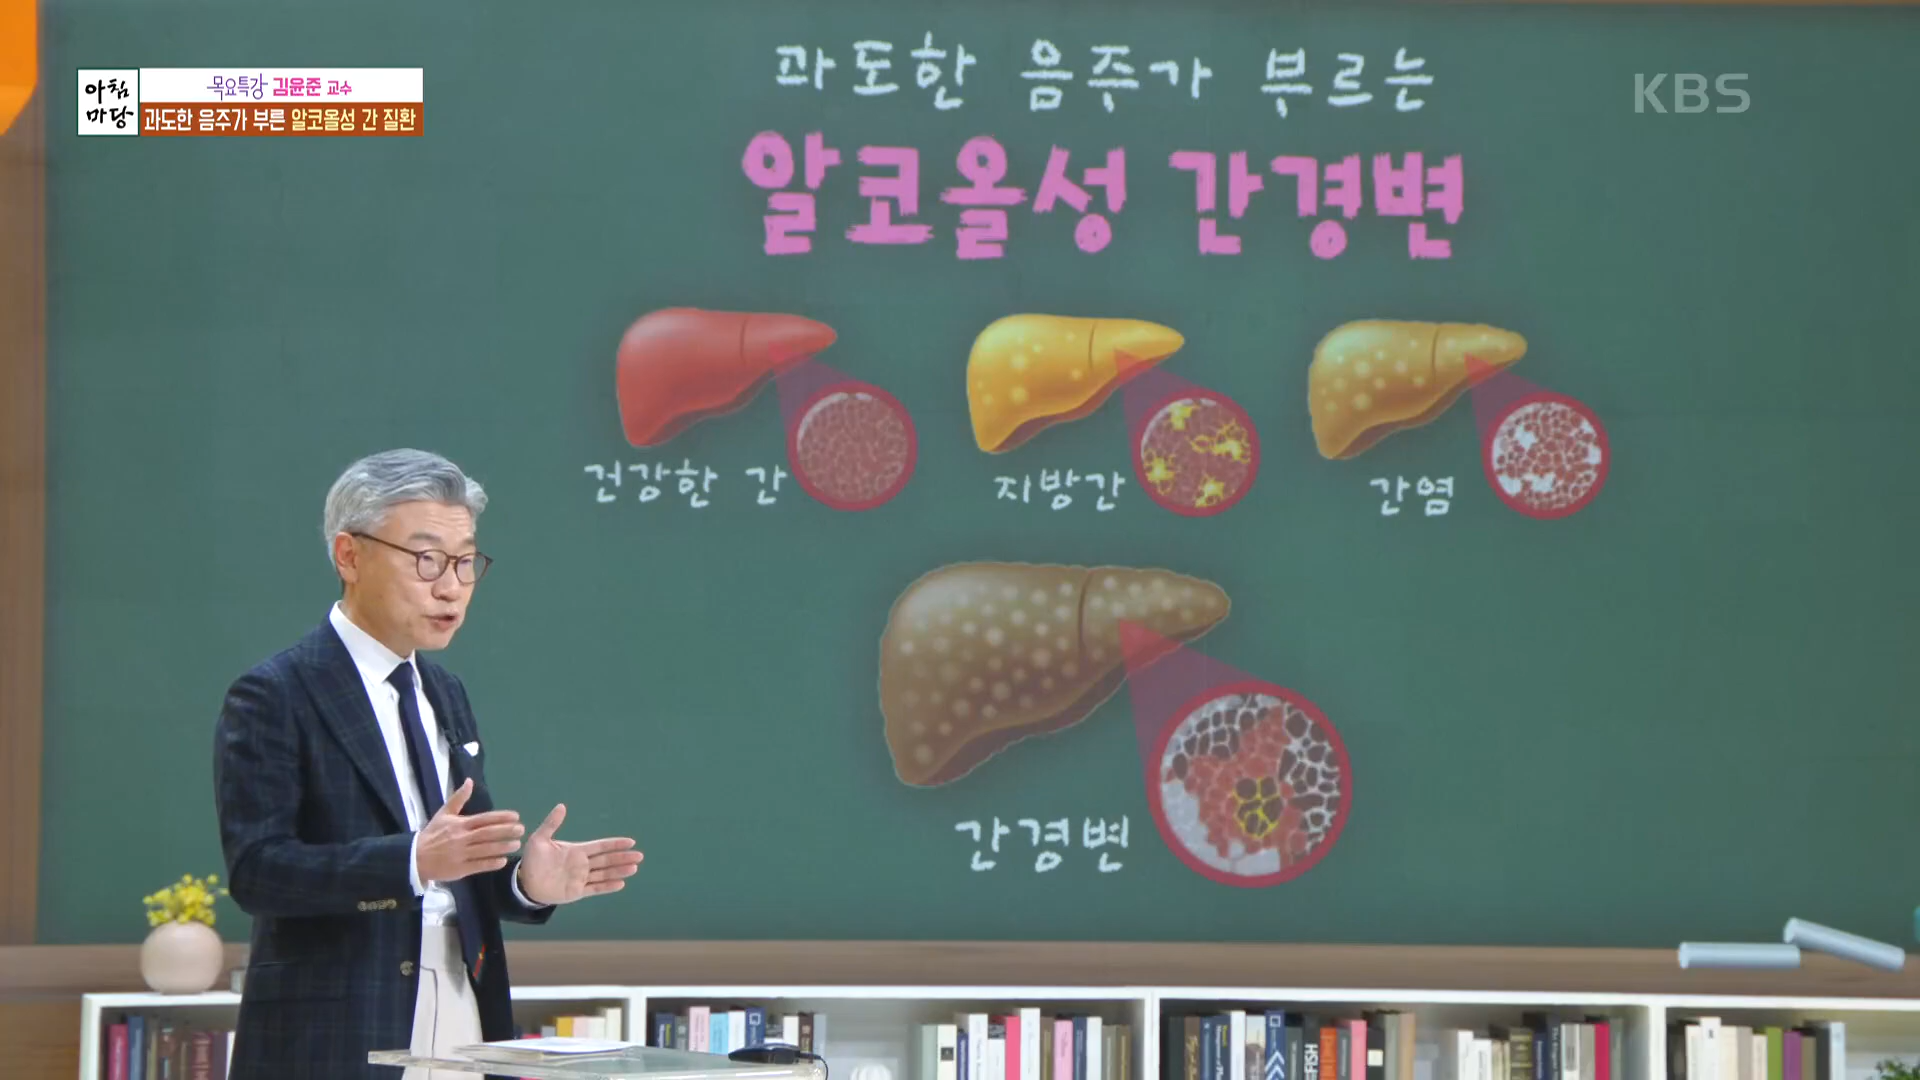 아침
마당
목요특강 김윤준 교수
과도한 음주가 부른 알코올성 간 질환
KBS
과도한 음주가 부르는
알코올성 간경변
건강한 간
지방간
간염
간경변
FISH